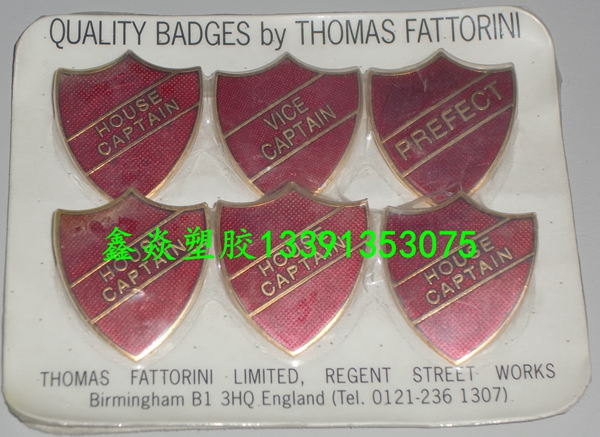 QUALITY BADGES by THOMAS FATTORINI
HOUSE
CAPTAIN
VICE
CAPTAIN
PREFECT
HOUSE
CAPTAIN
HOUSE
CAPTAIN
HOUSE
CAPTAIN
鑫焱塑胶13391353075
THOMAS FATTORINI LIMITED, REGENT STREET WORKS
Birmingham B1 3HQ England (Tel. 0121-236 1307).